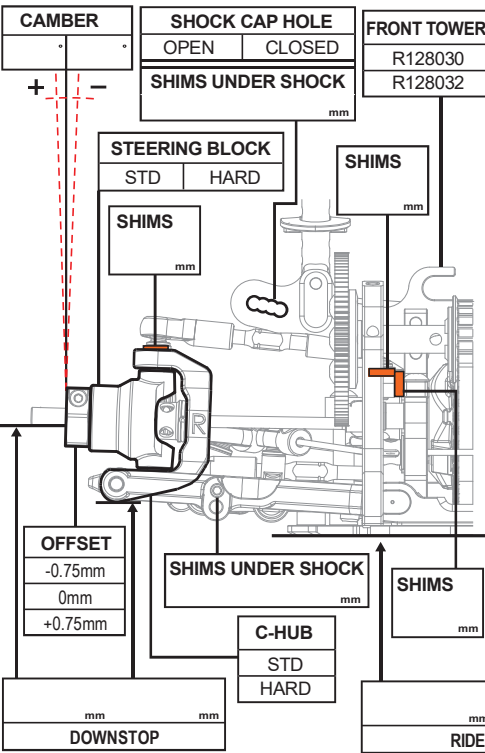 CAMBER
° °
+ −
SHOCK CAP HOLE
OPEN CLOSED
SHIMS UNDER SHOCK
mm
FRONT TOWER
R128030
R128032
STEERING BLOCK
STD HARD
SHIMS
mm
SHIMS
mm
R
OFFSET
-0.75mm
0mm
+0.75mm
SHIMS UNDER SHOCK
mm
SHIMS
mm
C-HUB
STD
HARD
mm mm
DOWNSTOP
mm
RIDE